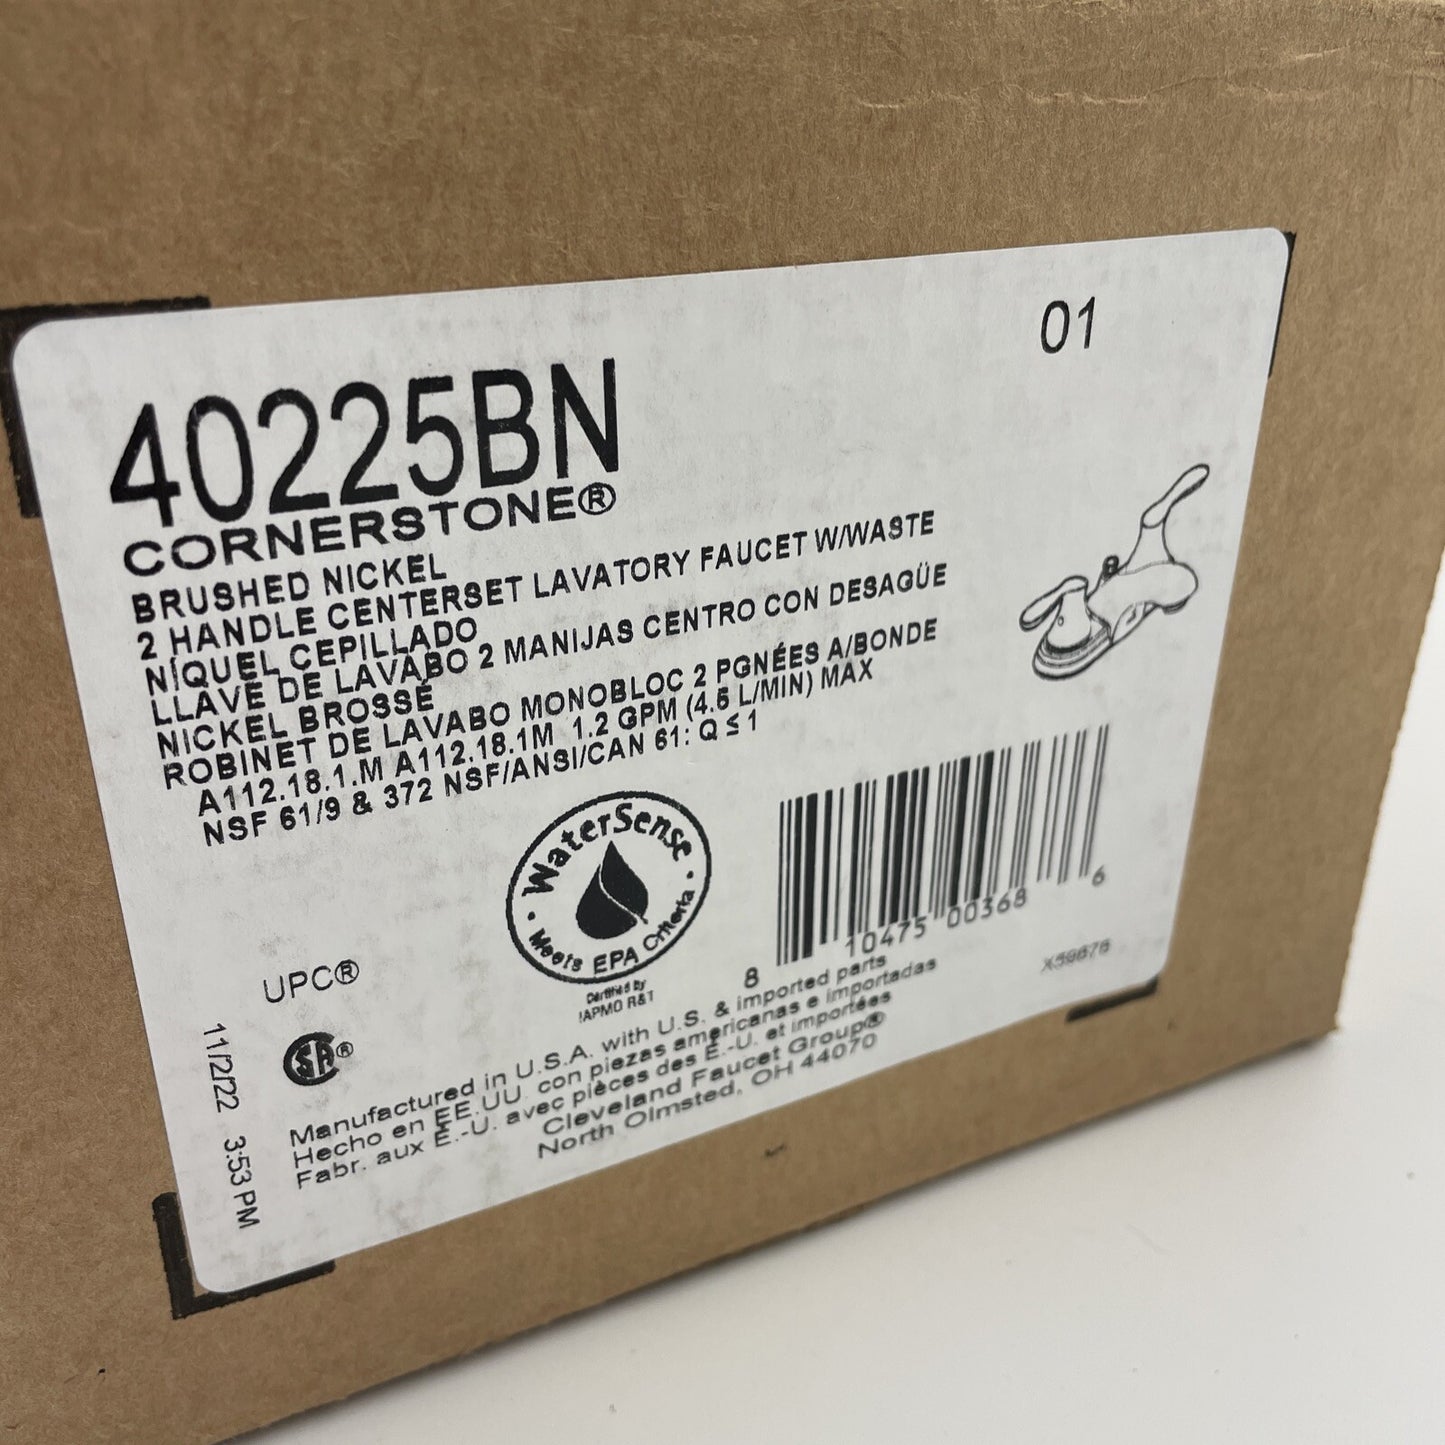 01
40225BN
CORNERSTONE®
BRUSHED NICKEL
2 HANDLE CENTERSET LAVATORY FAUCET W/WASTE
NÍQUEL CEPILLADO
LLAVE DE LAVABO 2 MANIJAS CENTRO CON DESAGÜE
NICKEL BROSSÉ
ROBINET DE LAVABO MONOBLOC 2 PGNÉES A/BONDE
A112.18.1.M A112.18.1M 1.2 GPM (4.5 L/MIN) MAX
NSF 61/9 & 372 NSF/ANSI/CAN 61: Q ≤ 1
WaterSense
Meets EPA Criteria
Certified by
IAPMO R&T
8 10475 00368 6
X59676
UPC®
SA®
11/2/22 3:53 PM
Manufactured in U.S.A. with U.S. & imported parts
Hecho en EE.UU. con piezas americanas e importadas
Fabr. aux É.-U. avec pièces des É.-U. et importées
Cleveland Faucet Group®
North Olmsted, OH 44070